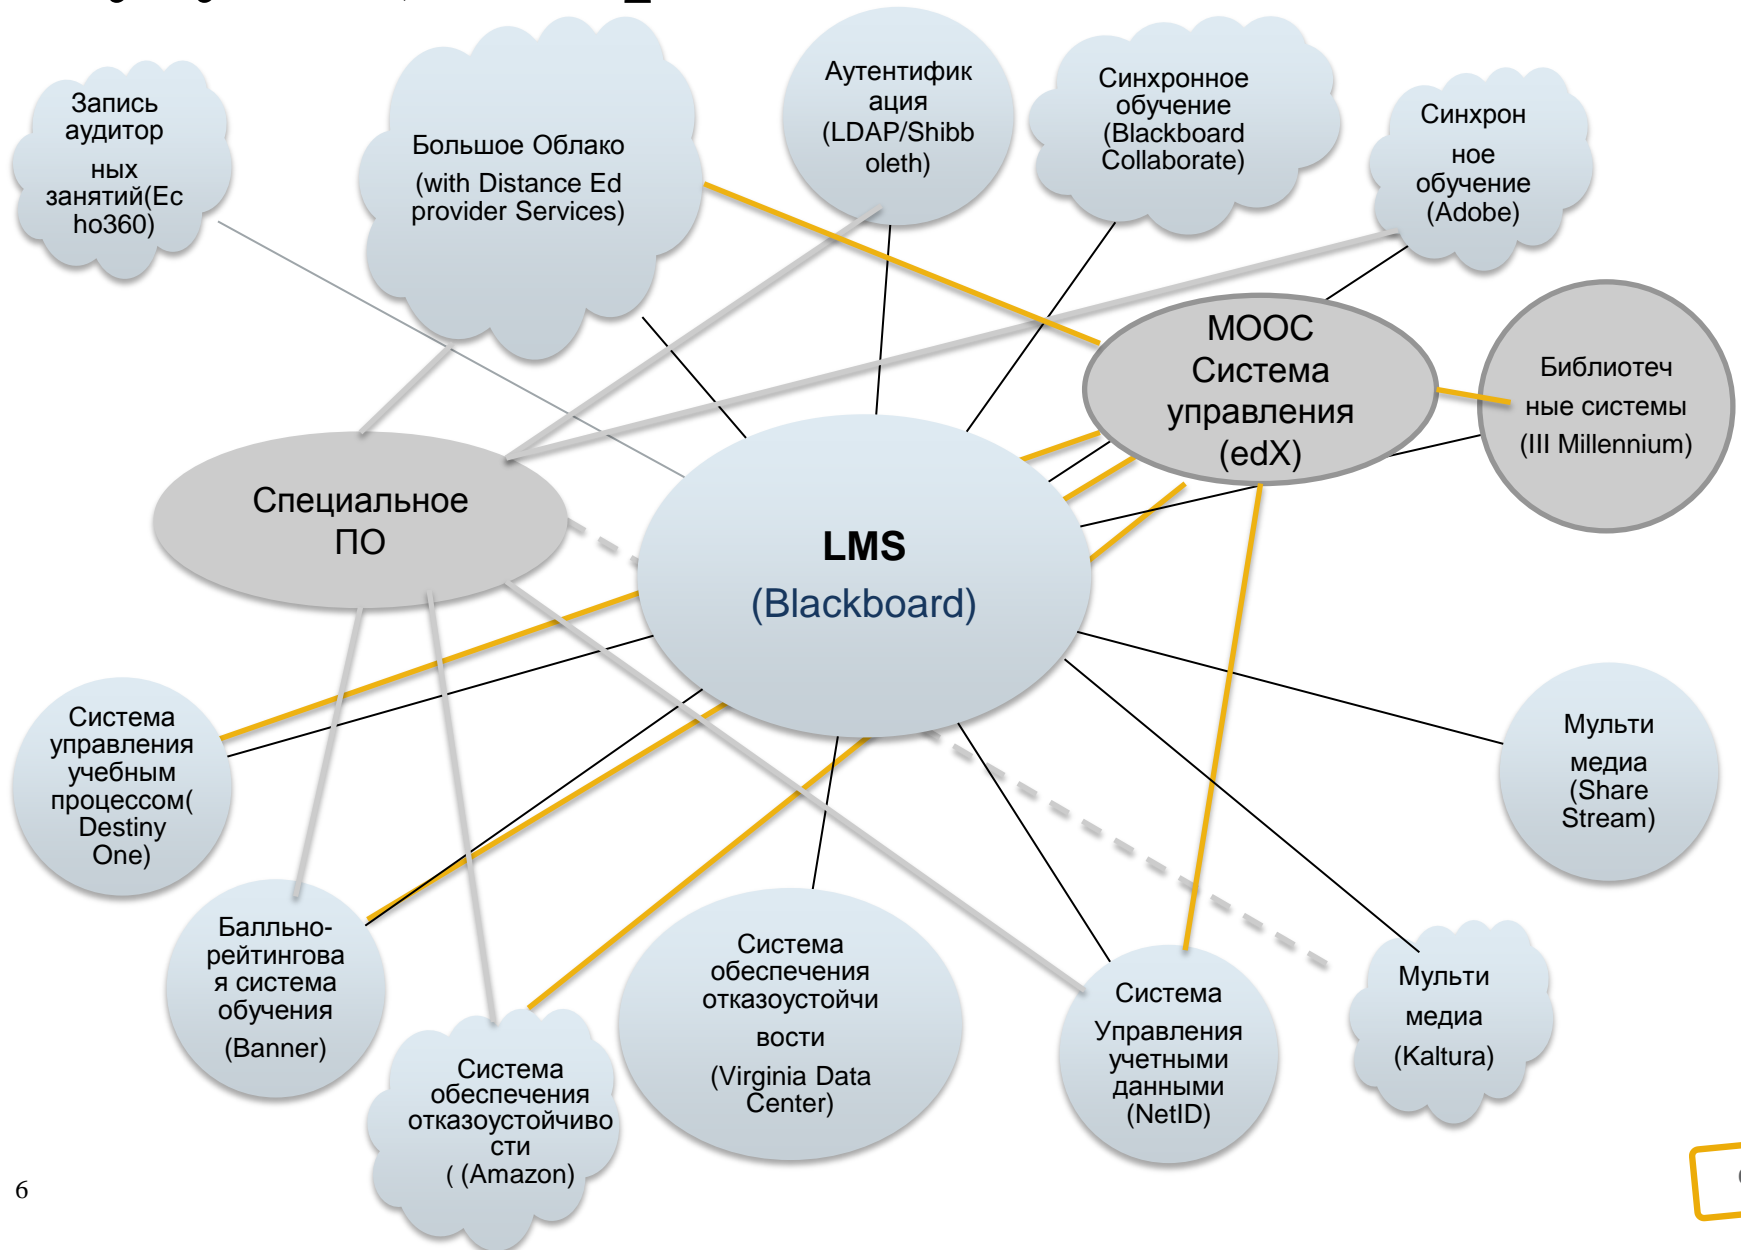 Запись
аудитор
ных
занятий(Ec
ho360)
Большое Облако
(with Distance Ed
provider Services)
Аутентифик
ация
(LDAP/Shibb
oleth)
Синхронное
обучение
(Blackboard
Collaborate)
Синхрон
ное
обучение
(Adobe)
МООС
Система
управления
(edX)
Библиотеч
ные системы
(III Millennium)
Специальное
ПО
LMS
(Blackboard)
Система
управления
учебным
процессом(
Destiny
One)
Мульти
медиа
(Share
Stream)
Балльно-
рейтингова
я система
обучения
(Banner)
Система
обеспечения
отказоустойчи
вости
(Virginia Data
Center)
Система
Управления
учетными
данными
(NetID)
Мульти
медиа
(Kaltura)
Система
обеспечения
отказоустойчиво
сти
( (Amazon)
6